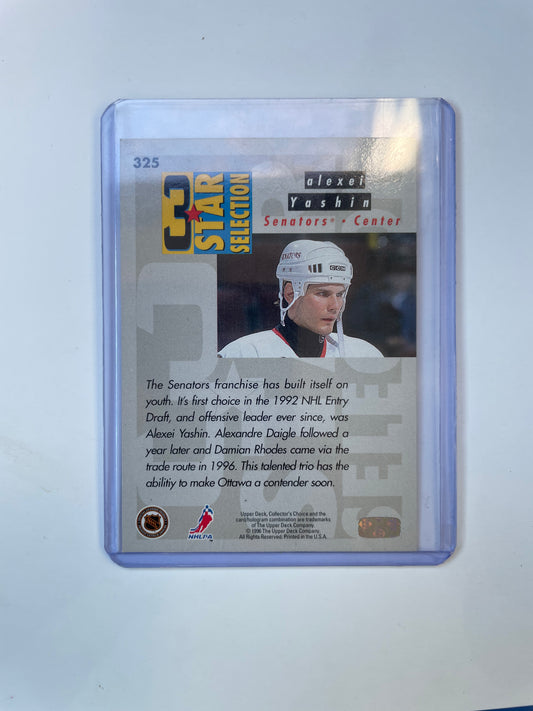 325
3
STAR
SELECTION
alexei
Yashin
Senators • Center
SENATORS
CCM
The Senators franchise has built itself on
youth. It's first choice in the 1992 NHL Entry
Draft, and offensive leader ever since, was
Alexei Yashin. Alexandre Daigle followed a
year later and Damian Rhodes came via the
trade route in 1996. This talented trio has the
abilitiy to make Ottawa a contender soon.
NHLPA
Upper Deck, Collector's Choice and the
card/hologram combination are trademarks
of The Upper Deck Company.
© 1996 The Upper Deck Company.
All Rights Reserved. Printed in the U.S.A.